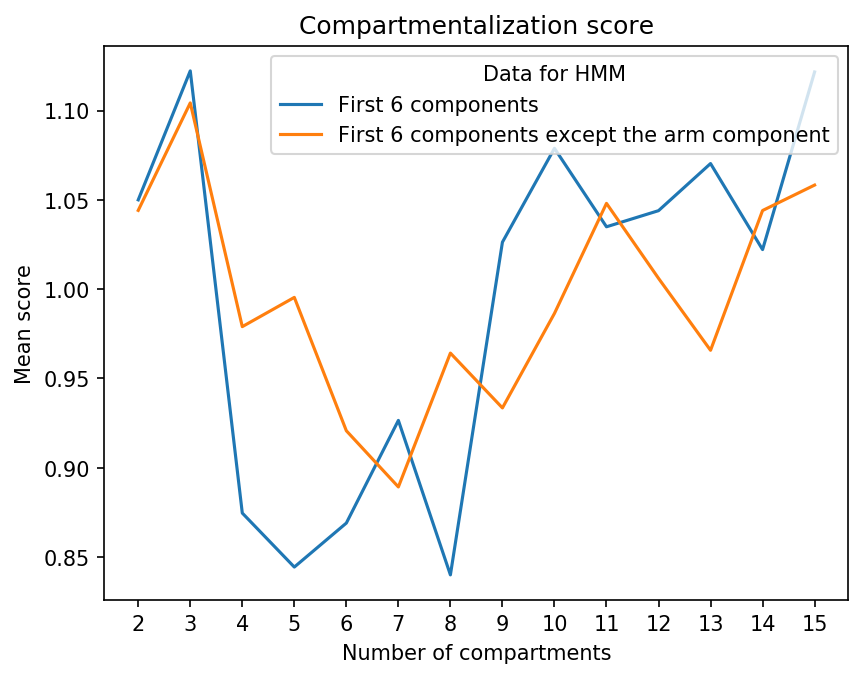 Compartmentalization score
Data for HMM
First 6 components
First 6 components except the arm component
1.10
1.05
1.00
0.95
0.90
0.85
Mean score
2 3 4 5 6 7 8 9 10 11 12 13 14 15
Number of compartments